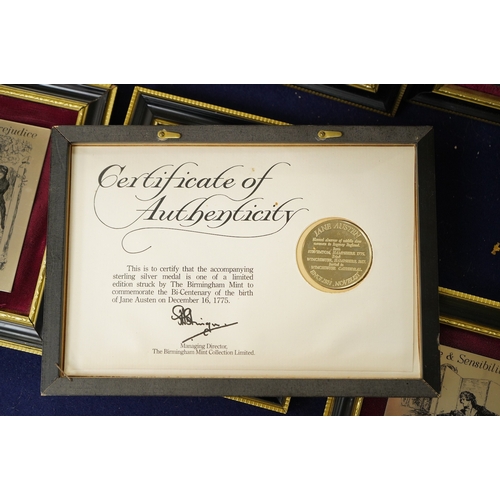 rejudice
Certificate of
Authenticity
This is to certify that the accompanying
sterling silver medal is one of a limited
edition struck by The Birmingham Mint to
commemorate the Bi-Centenary of the birth
of Jane Austen on December 16, 1775.
Managing Director,
The Birmingham Mint Collection Limited.
JANE AUSTEN
& Sensibili